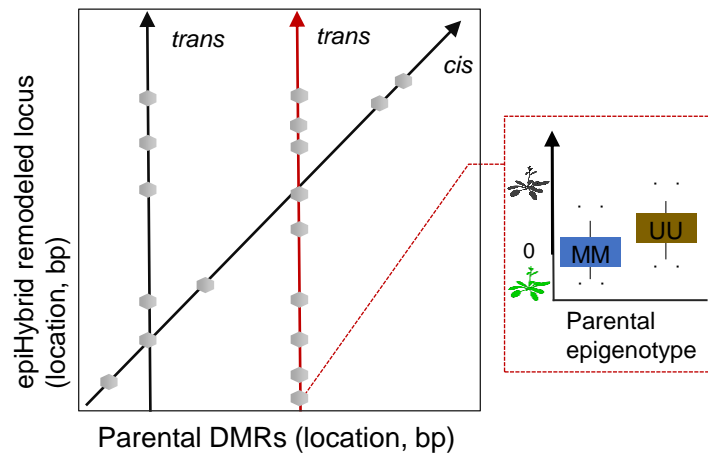 trans
trans
cis
epiHybrid remodeled locus
(location, bp)
Parental DMRs (location, bp)
0
MM
UU
Parental
epigenotype